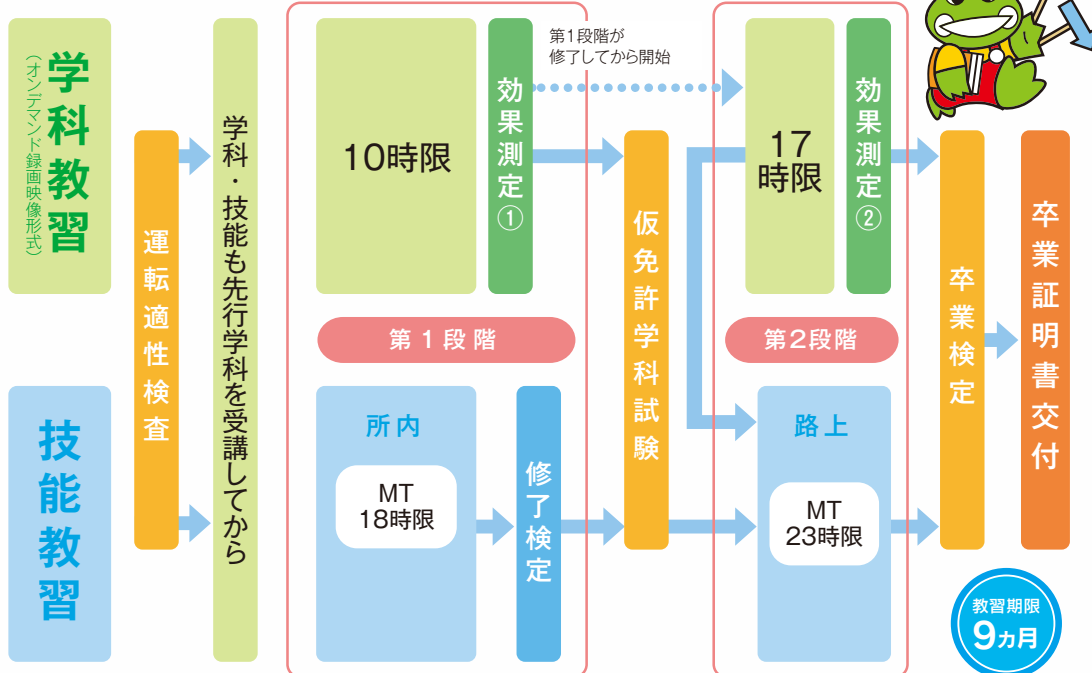 学科教習
（オンデマンド録画映像形式）
技能教習
運転適性検査
学科・技能も先行学科を受講してから
10時限
効果測定①
第1段階が
修了してから開始
第1段階
所内
MT
18時限
修了検定
仮免許学科試験
17
時限
効果測定②
第2段階
路上
MT
23時限
卒業検定
卒業証明書交付
教習期限
9ヵ月